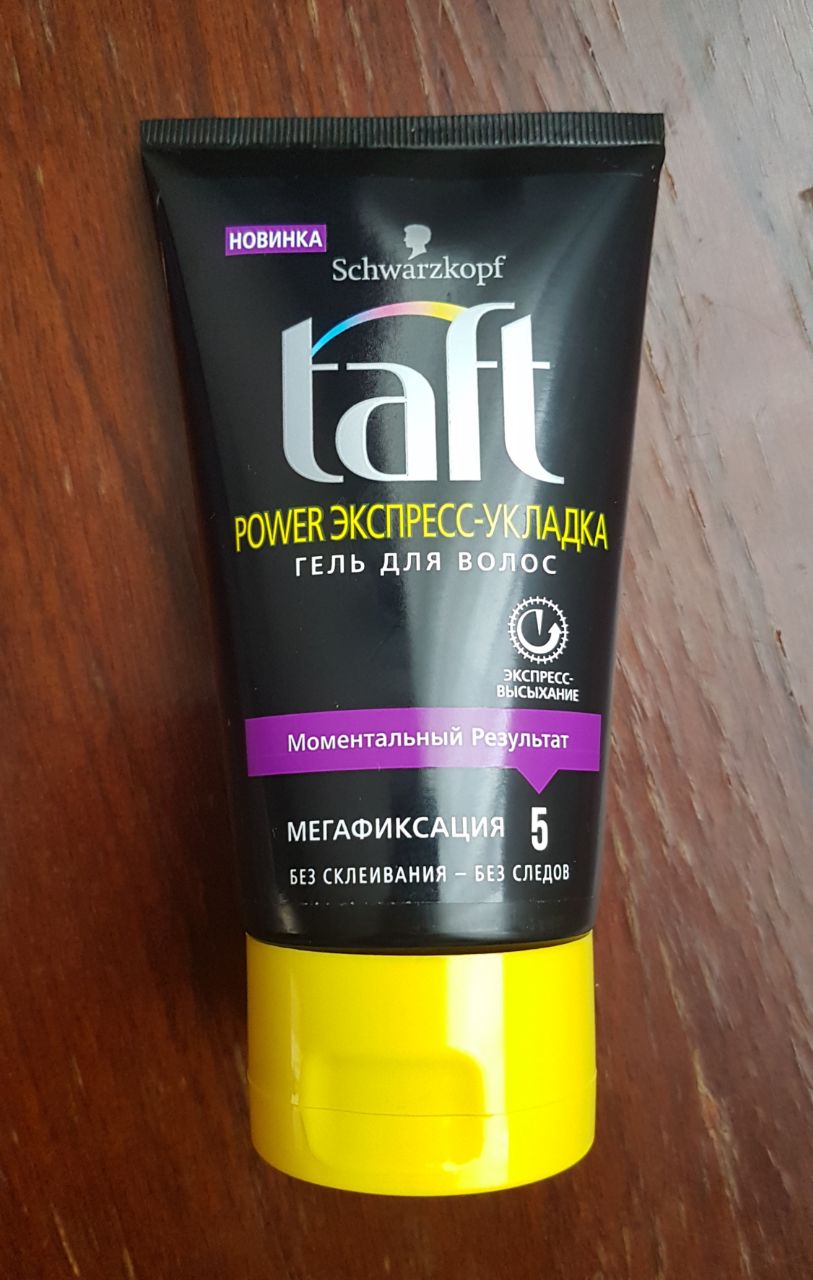 НОВИНКА
Schwarzkopf
taft
POWER ЭКСПРЕСС-УКЛАДКА
ГЕЛЬ ДЛЯ ВОЛОС
ЭКСПРЕСС-
ВЫСЫХАНИЕ
Моментальный Результат
МЕГАФИКСАЦИЯ 5
БЕЗ СКЛЕИВАНИЯ – БЕЗ СЛЕДОВ